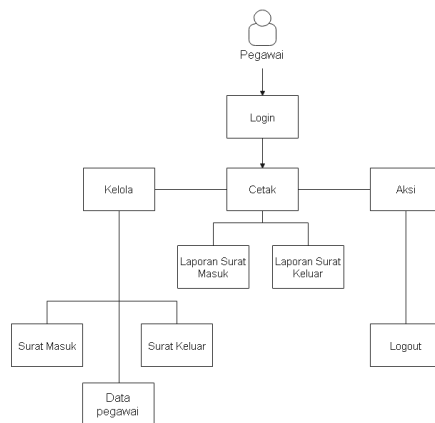 Pegawai
Login
Kelola
Cetak
Aksi
Laporan Surat
Masuk
Laporan Surat
Keluar
Surat Masuk
Surat Keluar
Logout
Data
pegawai